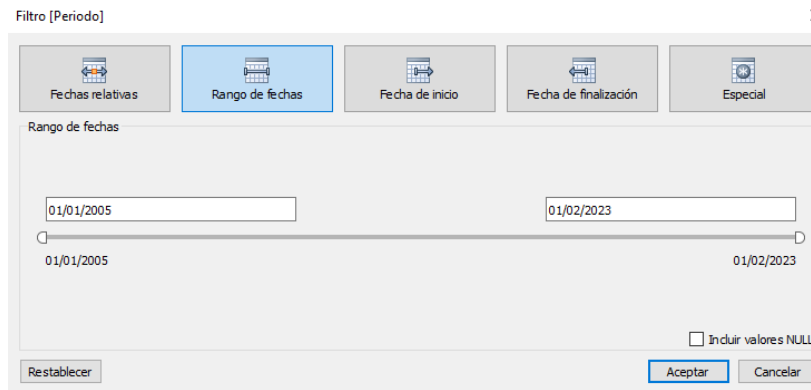 Filtro [Periodo]
Fechas relativas
Rango de fechas
Fecha de inicio
Fecha de finalización
Especial
Rango de fechas
01/01/2005
01/02/2023
01/01/2005
01/02/2023
Incluir valores NULL
Restablecer
Aceptar
Cancelar